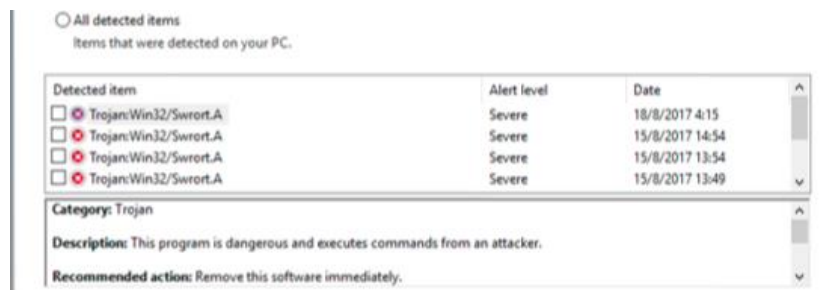 All detected items
Items that were detected on your PC.
Detected item Alert level Date
Trojan:Win32/Swrort.A Severe 18/8/2017 4:15
Trojan:Win32/Swrort.A Severe 15/8/2017 14:54
Trojan:Win32/Swrort.A Severe 15/8/2017 13:54
Trojan:Win32/Swrort.A Severe 15/8/2017 13:49
Category: Trojan
Description: This program is dangerous and executes commands from an attacker.
Recommended action: Remove this software immediately.